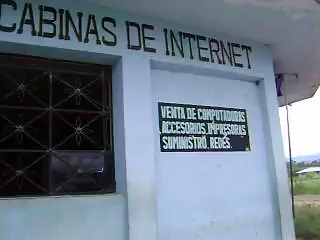 CABINAS DE INTERNET
VENTA DE COMPUTADORAS
ACCESORIOS, IMPRESORAS
SUMINISTRO, REDES.